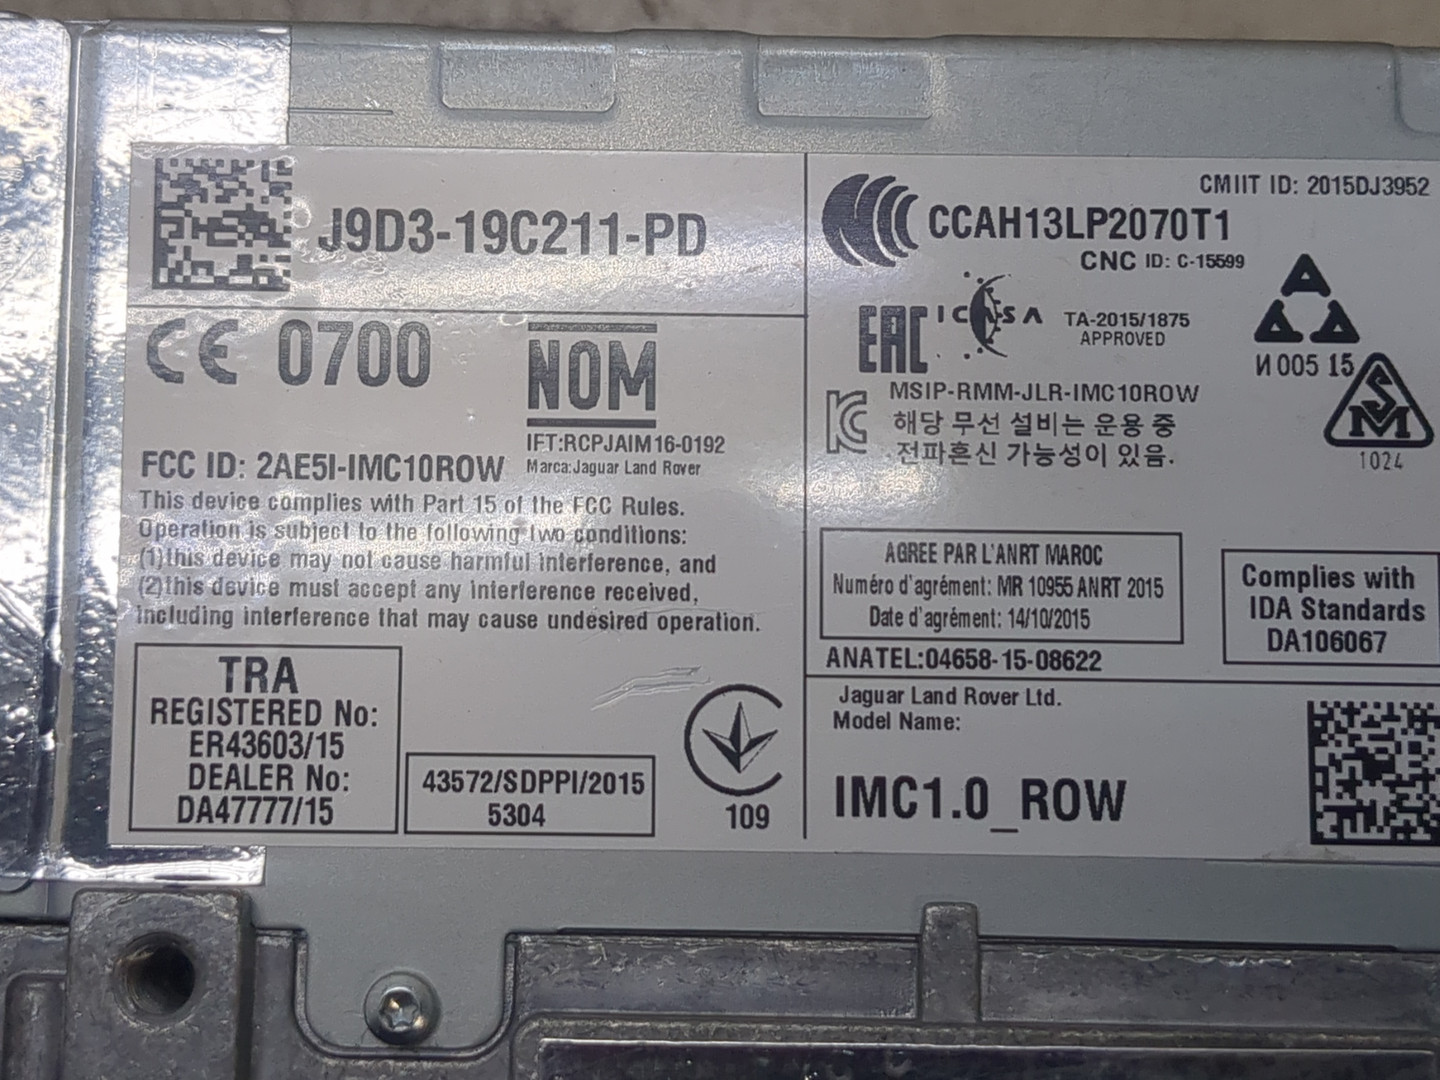 J9D3-19C211-PD
CE 0700
NOM
IFT:RCPJAIM16-0192
Marca:Jaguar Land Rover
FCC ID: 2AE5I-IMC10ROW
This device complies with Part 15 of the FCC Rules.
Operation is subject to the following two conditions:
(1)this device may not cause harmful interference, and
(2)this device must accept any interference received,
including interference that may cause undesired operation.
TRA
REGISTERED No:
ER43603/15
DEALER No:
DA47777/15
43572/SDPPI/2015
5304
109
CMIIT ID: 2015DJ3952
CCAH13LP2070T1
CNC ID: C-15599
EAC
ICASA
TA-2015/1875
APPROVED
И 005 15
MSIP-RMM-JLR-IMC10ROW
해당 무선 설비는 운용 중
전파혼신 가능성이 있음.
SM
1024
AGREE PAR L'ANRT MAROC
Numéro d'agrément: MR 10955 ANRT 2015
Date d'agrément: 14/10/2015
Complies with
IDA Standards
DA106067
ANATEL:04658-15-08622
Jaguar Land Rover Ltd.
Model Name:
IMC1.0_ROW